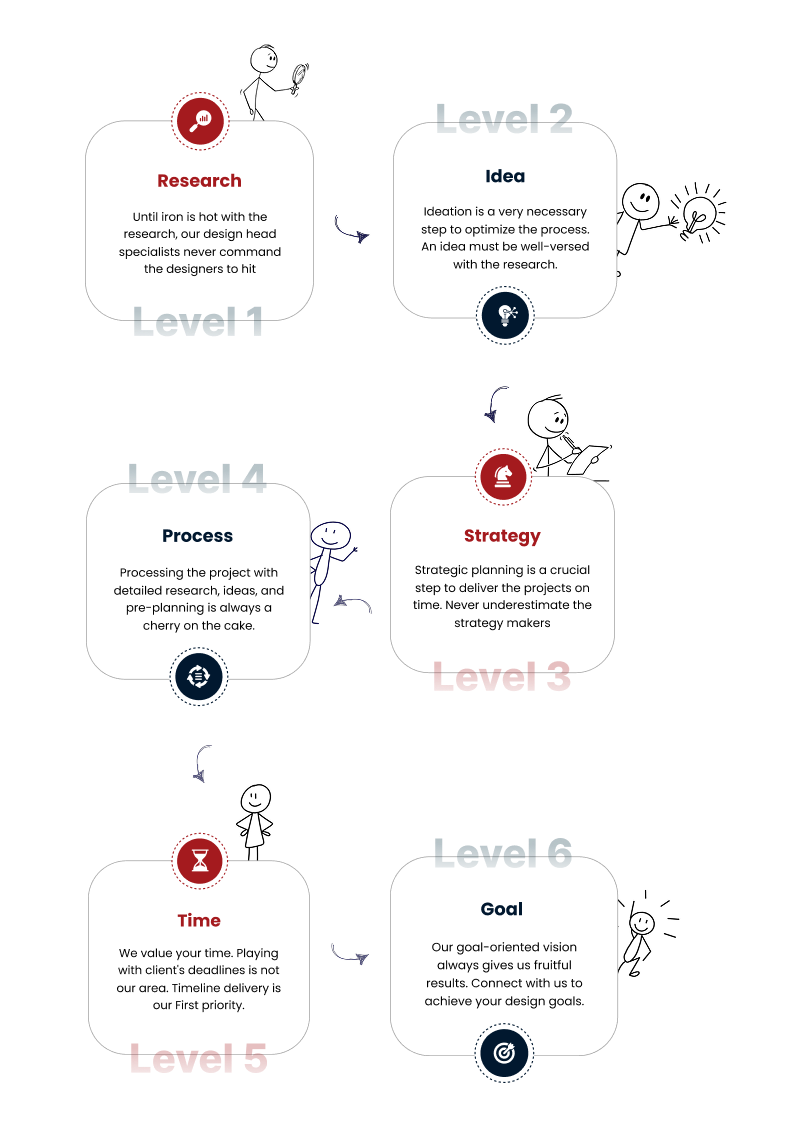 Research
Until iron is hot with the
research, our design head
specialists never command
the designers to hit
Level 1
Level 2
Idea
Ideation is a very necessary
step to optimize the process.
An idea must be well-versed
with the research.
Strategy
Strategic planning is a crucial
step to deliver the projects on
time. Never underestimate the
strategy makers
Level 3
Level 4
Process
Processing the project with
detailed research, ideas, and
pre-planning is always a
cherry on the cake.
Time
We value your time. Playing
with client's deadlines is not
our area. Timeline delivery is
our First priority.
Level 5
Level 6
Goal
Our goal-oriented vision
always gives us fruitful
results. Connect with us to
achieve your design goals.